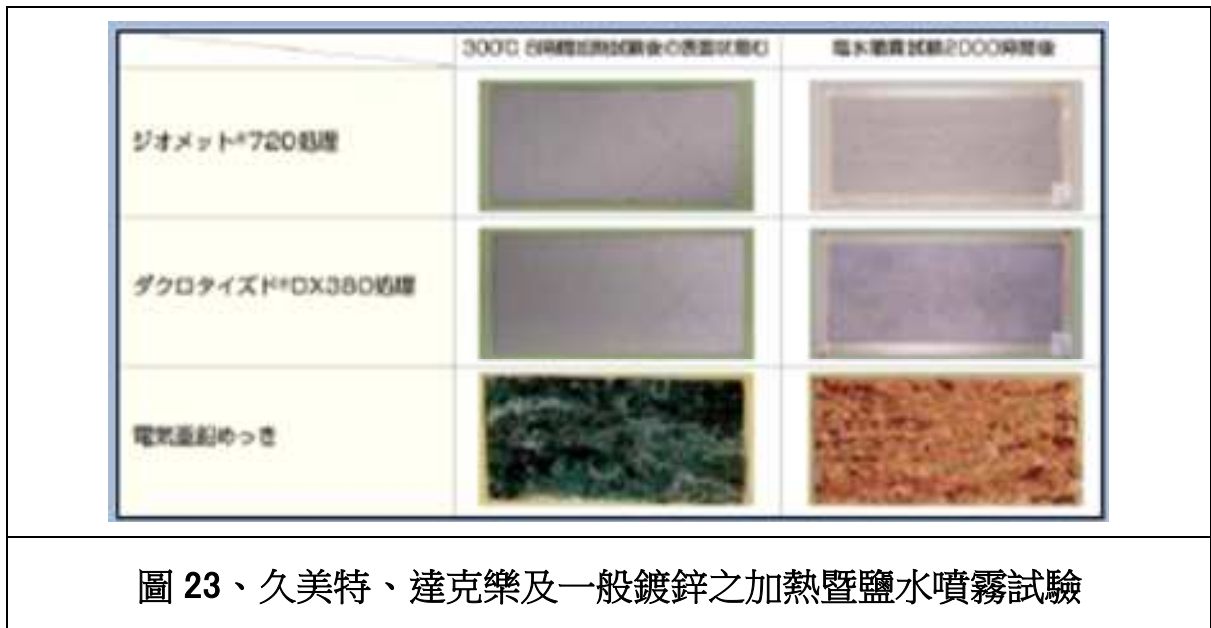 300℃ 8時間加熱試験後の表面状態
塩水噴霧試験2000時間後
ジオメット®720処理
ダクロタイズド®DX380処理
電気亜鉛めっき
圖 23、久美特、達克樂及一般鍍鋅之加熱暨鹽水噴霧試驗